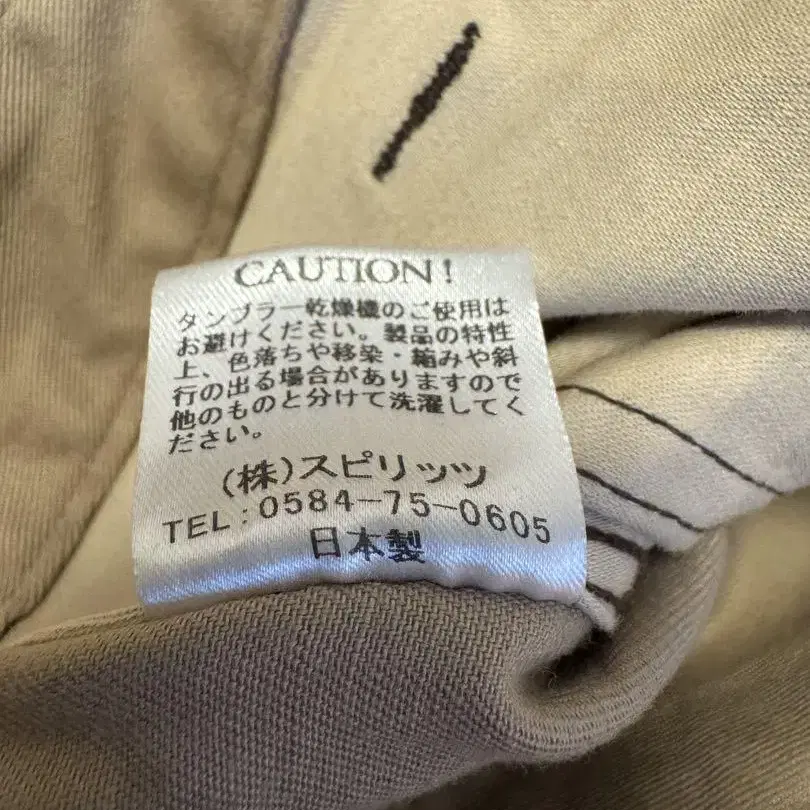 CAUTION!
タンブラー乾燥機のご使用は
お避けください。製品の特性
上、色落ちや移染・縮みや斜
行の出る場合がありますので
他のものと分けて洗濯してく
ださい。
(株)スピリッツ
TEL:0584-75-0605
日本製